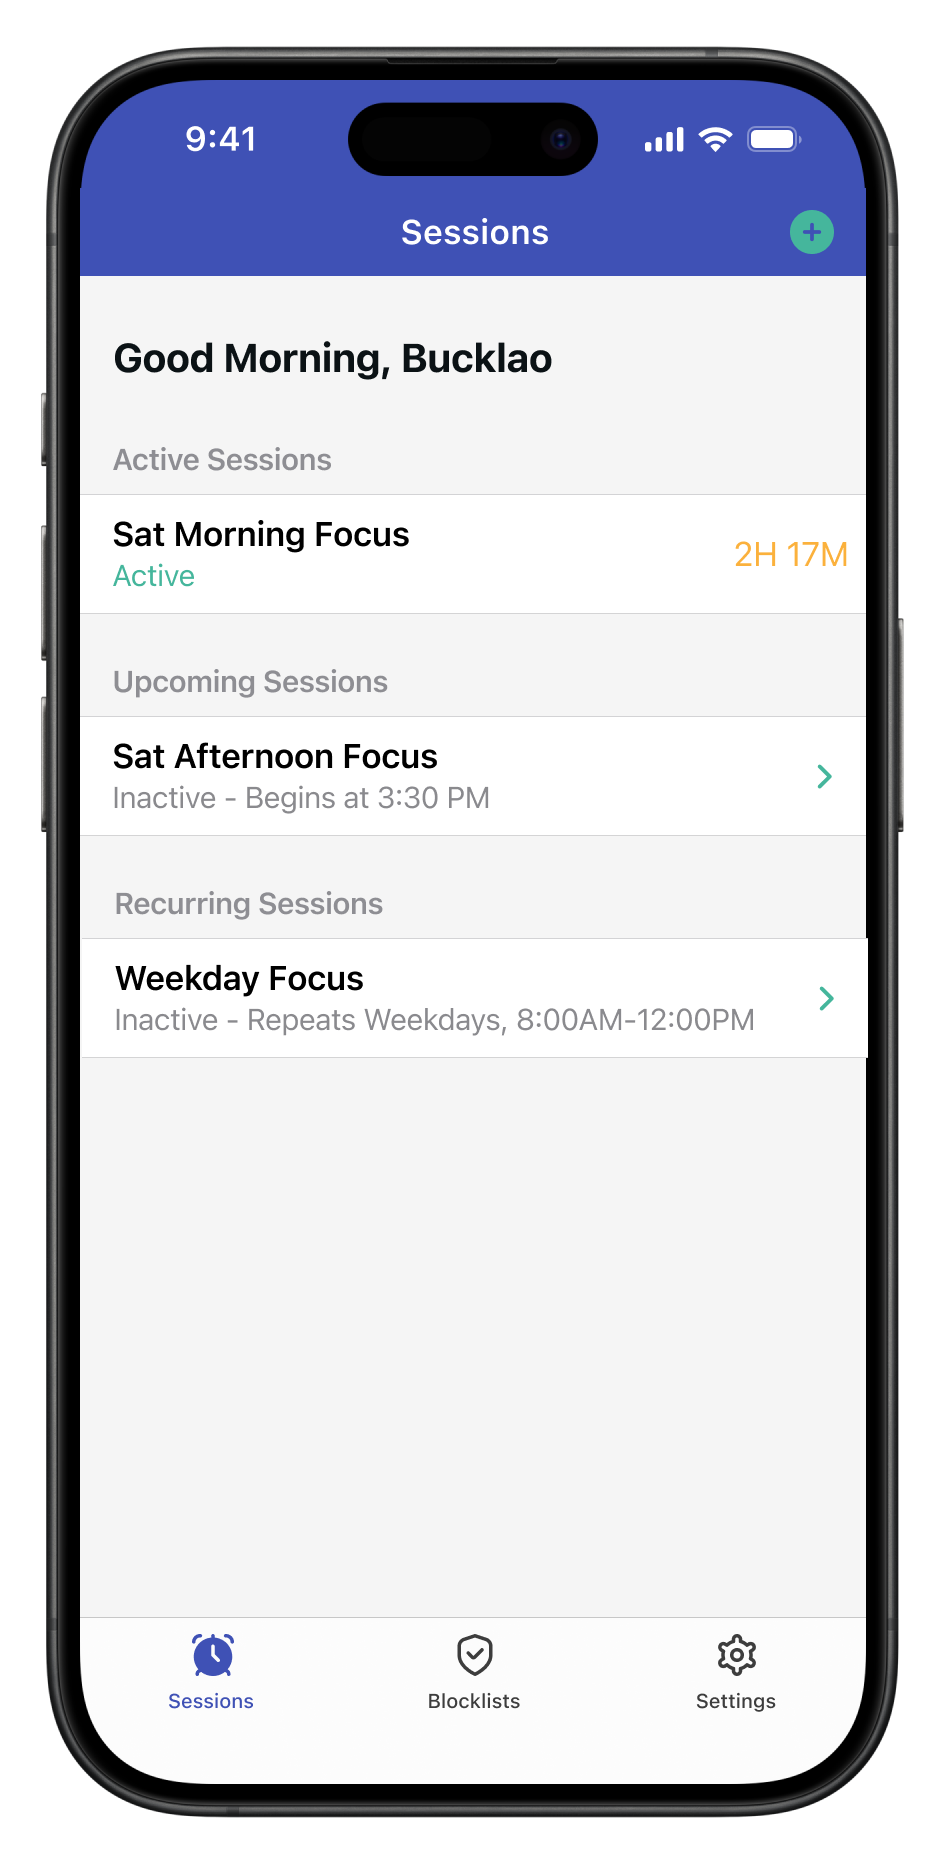 9:41
Sessions
Good Morning, Bucklao
Active Sessions
Sat Morning Focus
Active
2H 17M
Upcoming Sessions
Sat Afternoon Focus
Inactive - Begins at 3:30 PM
Recurring Sessions
Weekday Focus
Inactive - Repeats Weekdays, 8:00AM-12:00PM
Sessions
Blocklists
Settings